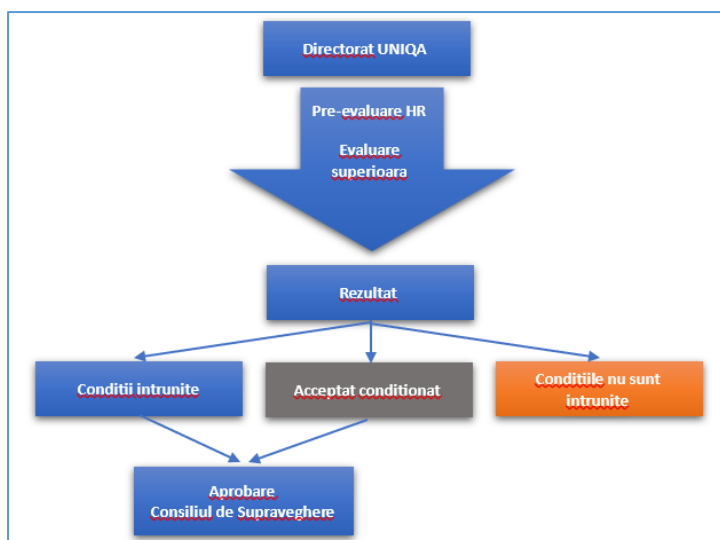 Directorat UNIQA
Pre-evaluare HR
Evaluare
superioara
Rezultat
Conditii intrunite
Acceptat conditionat
Conditiile nu sunt
intrunite
Aprobare
Consiliul de Supraveghere